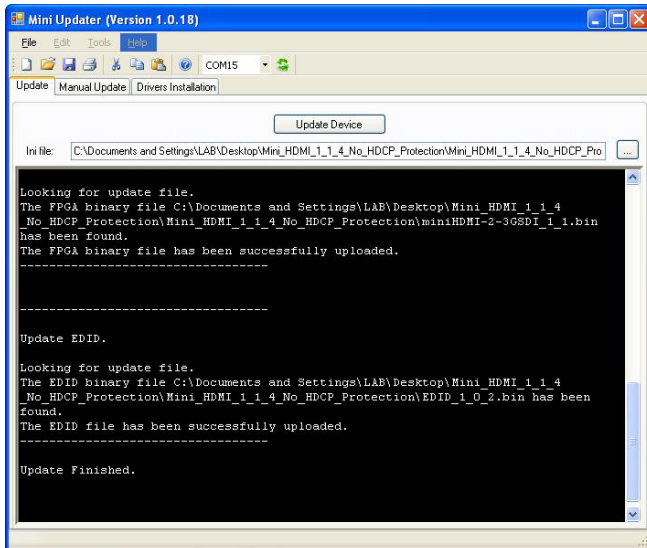 Mini Updater (Version 1.0.18)
File Edit Tools Help
COM15
Update Manual Update Drivers Installation
Update Device
Ini file: C:\Documents and Settings\LAB\Desktop\Mini_HDMI_1_1_4_No_HDCP_Protection\Mini_HDMI_1_1_4_No_HDCP_Pro ...
Looking for update file.
The FPGA binary file C:\Documents and Settings\LAB\Desktop\Mini_HDMI_1_1_4
_No_HDCP_Protection\Mini_HDMI_1_1_4_No_HDCP_Protection\miniHDMI-2-3GSDI_1_1.bin
has been found.
The FPGA binary file has been successfully uploaded.
----------------------------------
----------------------------------
Update EDID.
Looking for update file.
The EDID binary file C:\Documents and Settings\LAB\Desktop\Mini_HDMI_1_1_4
_No_HDCP_Protection\Mini_HDMI_1_1_4_No_HDCP_Protection\EDID_1_0_2.bin has been
found.
The EDID file has been successfully uploaded.
----------------------------------
Update Finished.